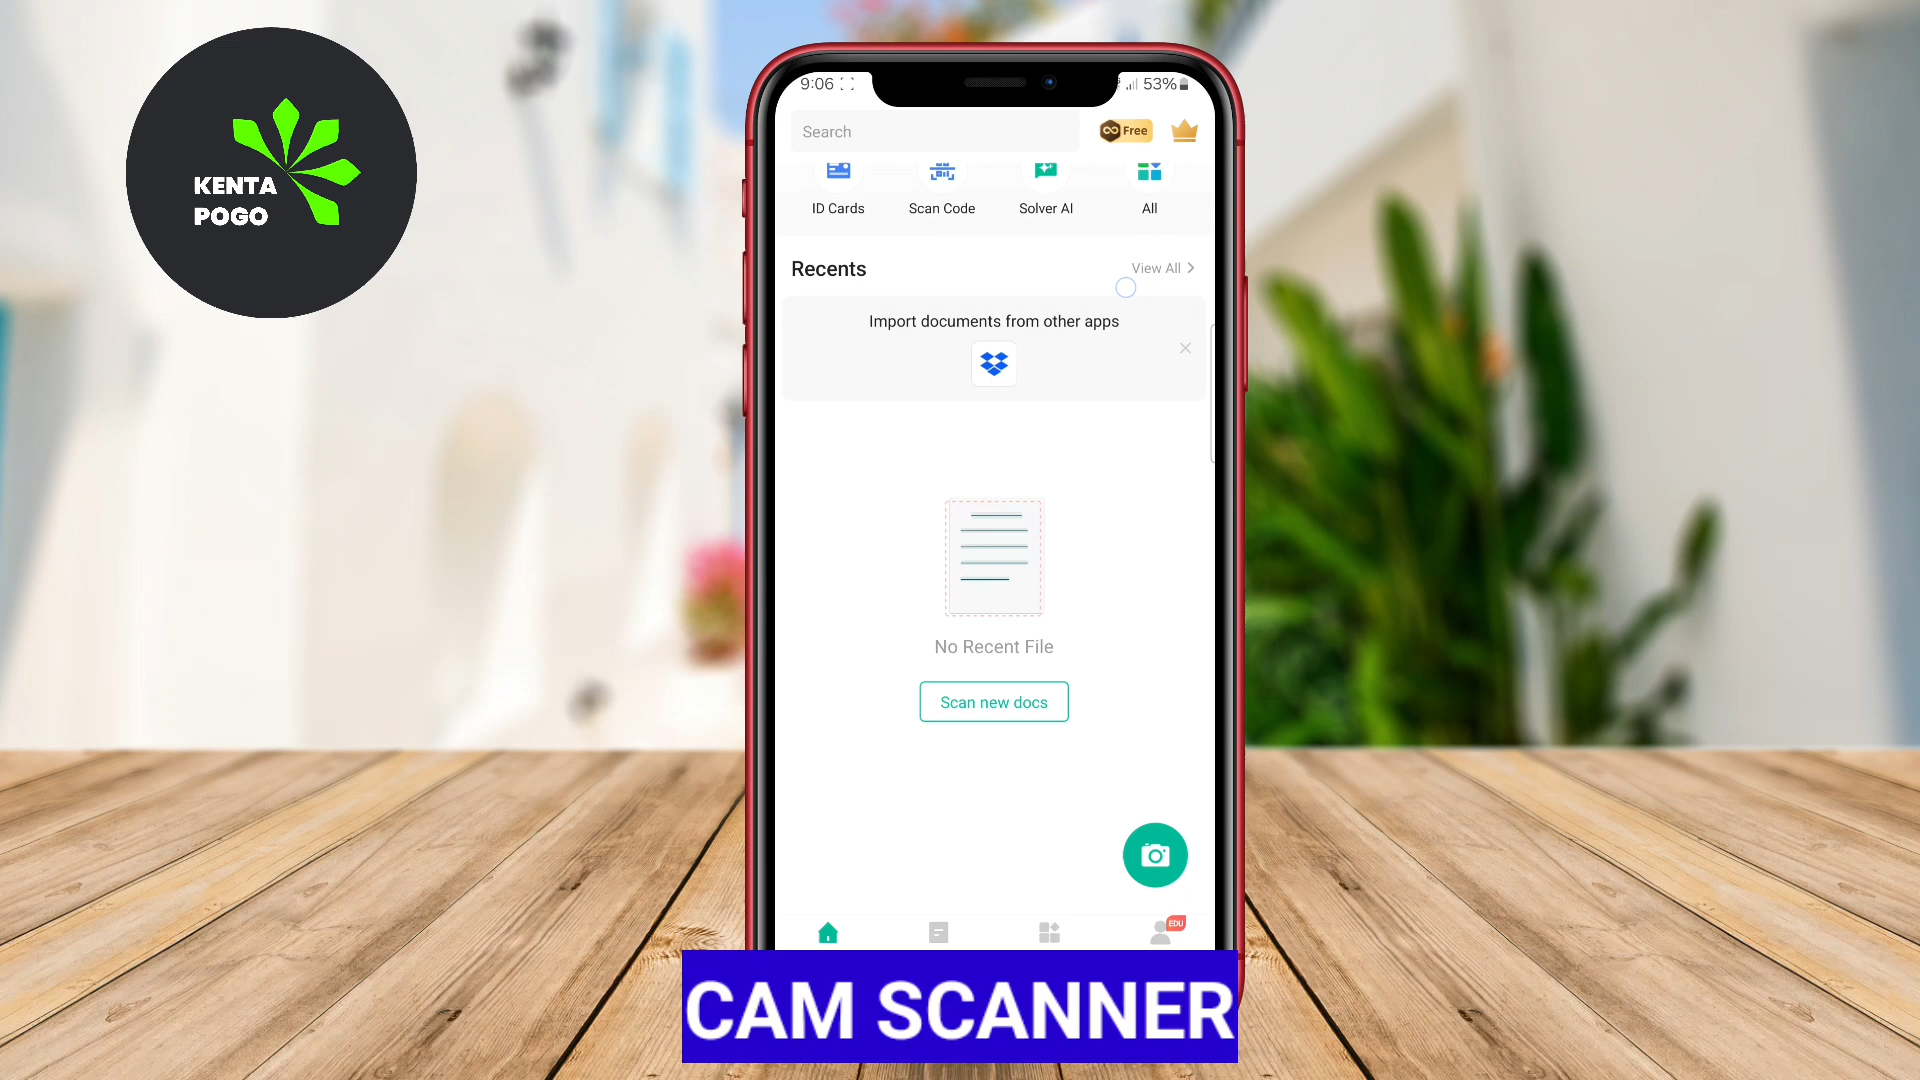 KENTA
POGO
9:06
53%
Search
Free
ID Cards
Scan Code
Solver AI
All
Recents
View All
Import documents from other apps
No Recent File
Scan new docs
EDU
CAM SCANNER